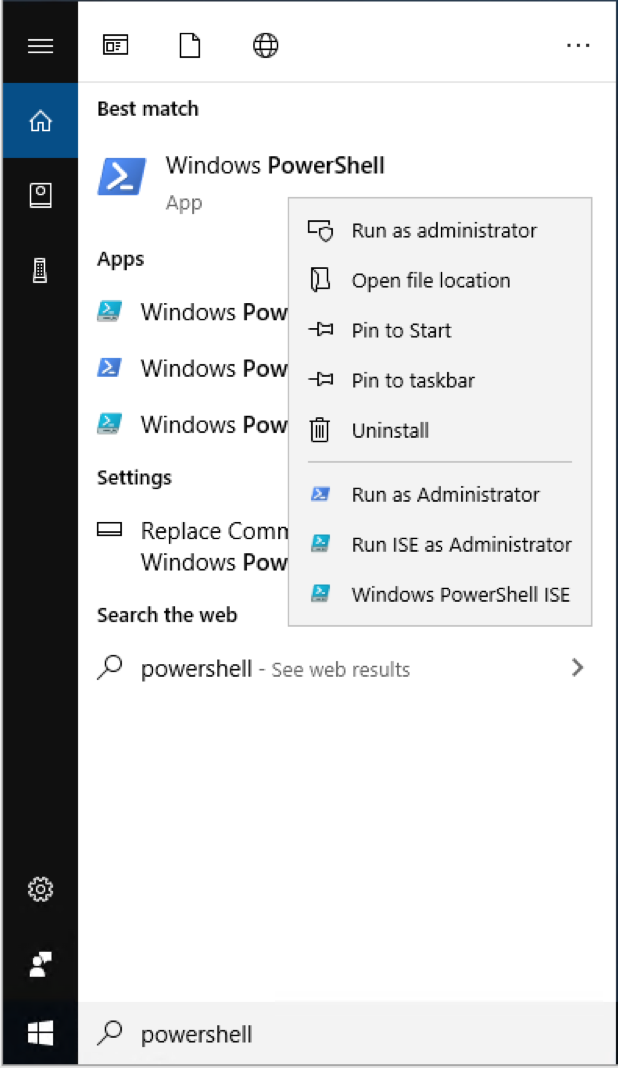 Best match
Windows PowerShell
App
Run as administrator
Open file location
Pin to Start
Pin to taskbar
Uninstall
Run as Administrator
Run ISE as Administrator
Windows PowerShell ISE
Apps
Windows Pow
Windows Pow
Windows Pow
Settings
Replace Comm
Windows Pow
Search the web
powershell - See web results
powershell